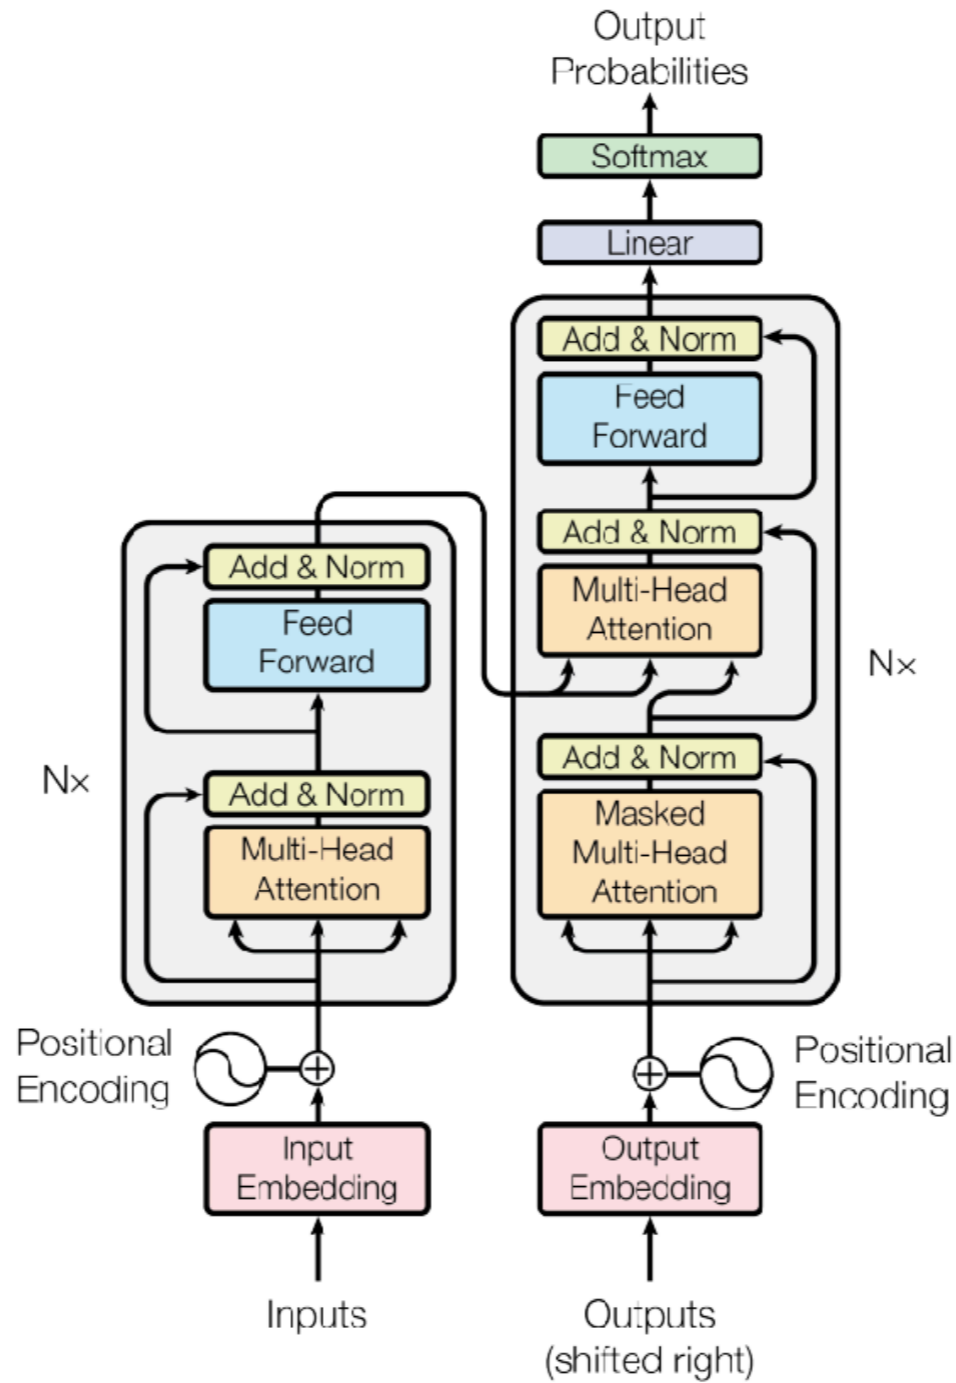 Output
Probabilities
Softmax
Linear
Add & Norm
Feed
Forward
Add & Norm
Multi-Head
Attention
Nx
Add & Norm
Masked
Multi-Head
Attention
Add & Norm
Feed
Forward
Nx
Add & Norm
Multi-Head
Attention
Positional
Encoding
Positional
Encoding
Input
Embedding
Output
Embedding
Inputs
Outputs
(shifted right)